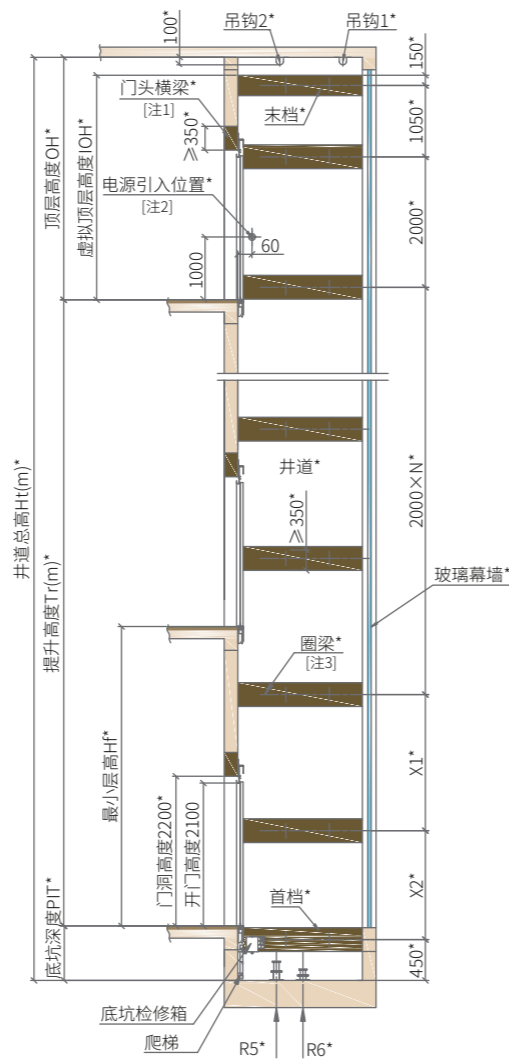 吊钩2*
吊钩1*
100*
150*
门头横梁*
[注1]
末档*
≥350*
1050*
顶层高度OH*
虚拟顶层高度IOH*
电源引入位置*
[注2]
2000*
60
1000
井道*
2000×N*
≥350*
井道总高Ht(m)*
提升高度Tr(m)*
玻璃幕墙*
圈梁*
[注3]
最小层高Hf*
X1*
门洞高度2200*
开门高度2100
X2*
首档*
底坑深度PIT*
450*
底坑检修箱
爬梯
R5*
R6*